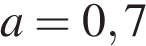 a = 0,7